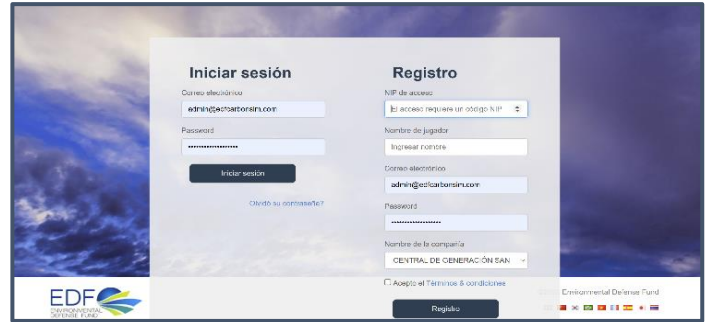 Iniciar sesión
Correo electrónico
admin@edfcarbonsim.com
Password
Iniciar sesión
Olvidó su contraseña?
Registro
NIP de acceso
El acceso requiere un código NIP
Nombre de jugador
Ingresar nombre
Correo electrónico
admin@edfcarbonsim.com
Password
Nombre de la compañía
CENTRAL DE GENERACIÓN SAN
Acepto el Términos & condiciones
Registro
EDF
ENVIRONMENTAL
DEFENSE FUND
Environmental Defense Fund